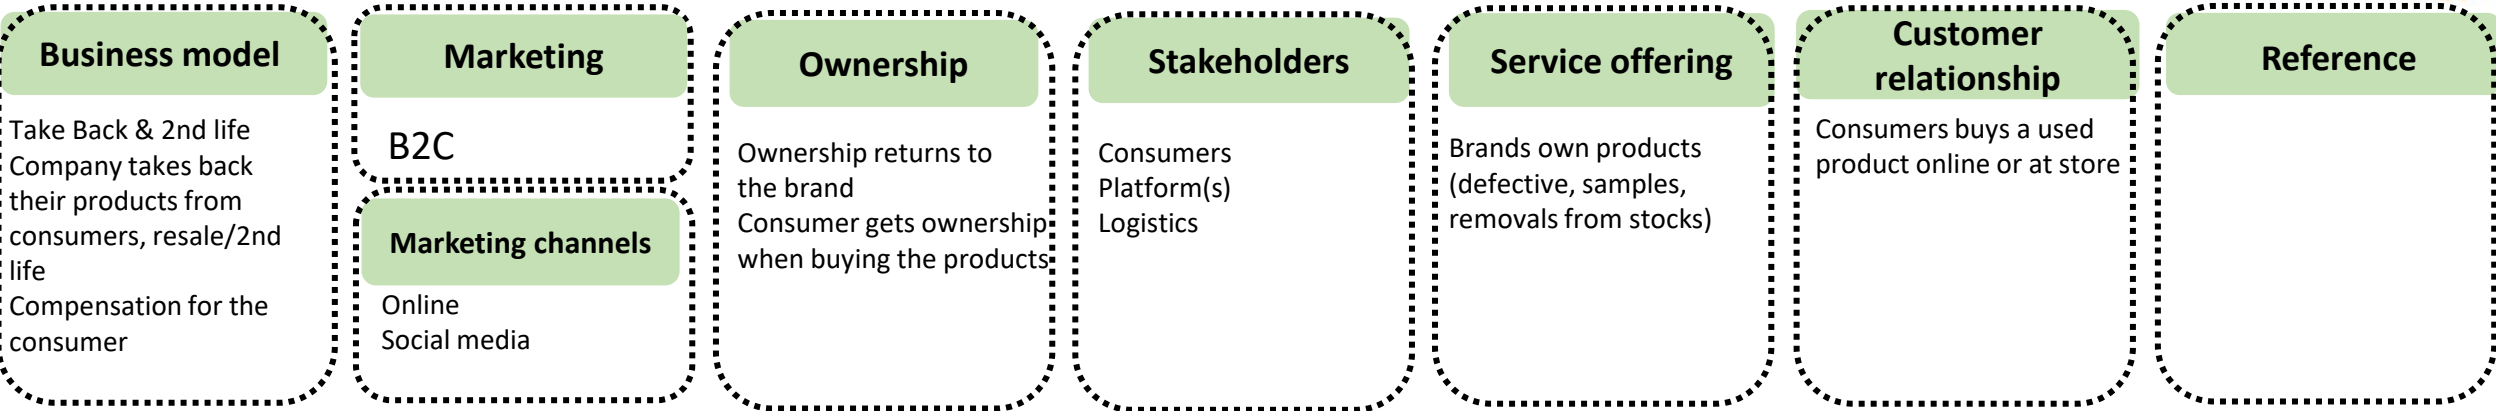 Business model
Take Back & 2nd life
Company takes back
their products from
consumers, resale/2nd
life
Compensation for the
consumer
Marketing
B2C
Marketing channels
Online
Social media
Ownership
Ownership returns to
the brand
Consumer gets ownership
when buying the products
Stakeholders
Consumers
Platform(s)
Logistics
Service offering
Brands own products
(defective, samples,
removals from stocks)
Customer
relationship
Consumers buys a used
product online or at store
Reference